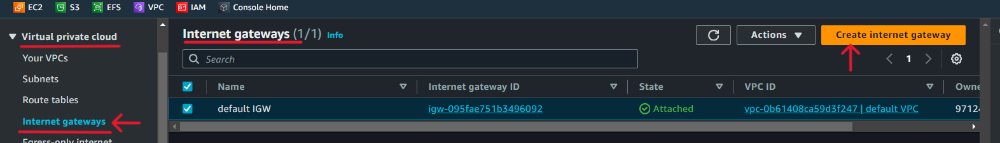 EC2 S3 EFS VPC IAM Console Home
Virtual private cloud
Your VPCs
Subnets
Route tables
Internet gateways
Egress-only internet
Internet gateways (1/1) Info
Actions
Create internet gateway
Search
1
Name Internet gateway ID State VPC ID
default IGW igw-095fae751b3496092 Attached vpc-0b61408ca59d3f247 | default VPC